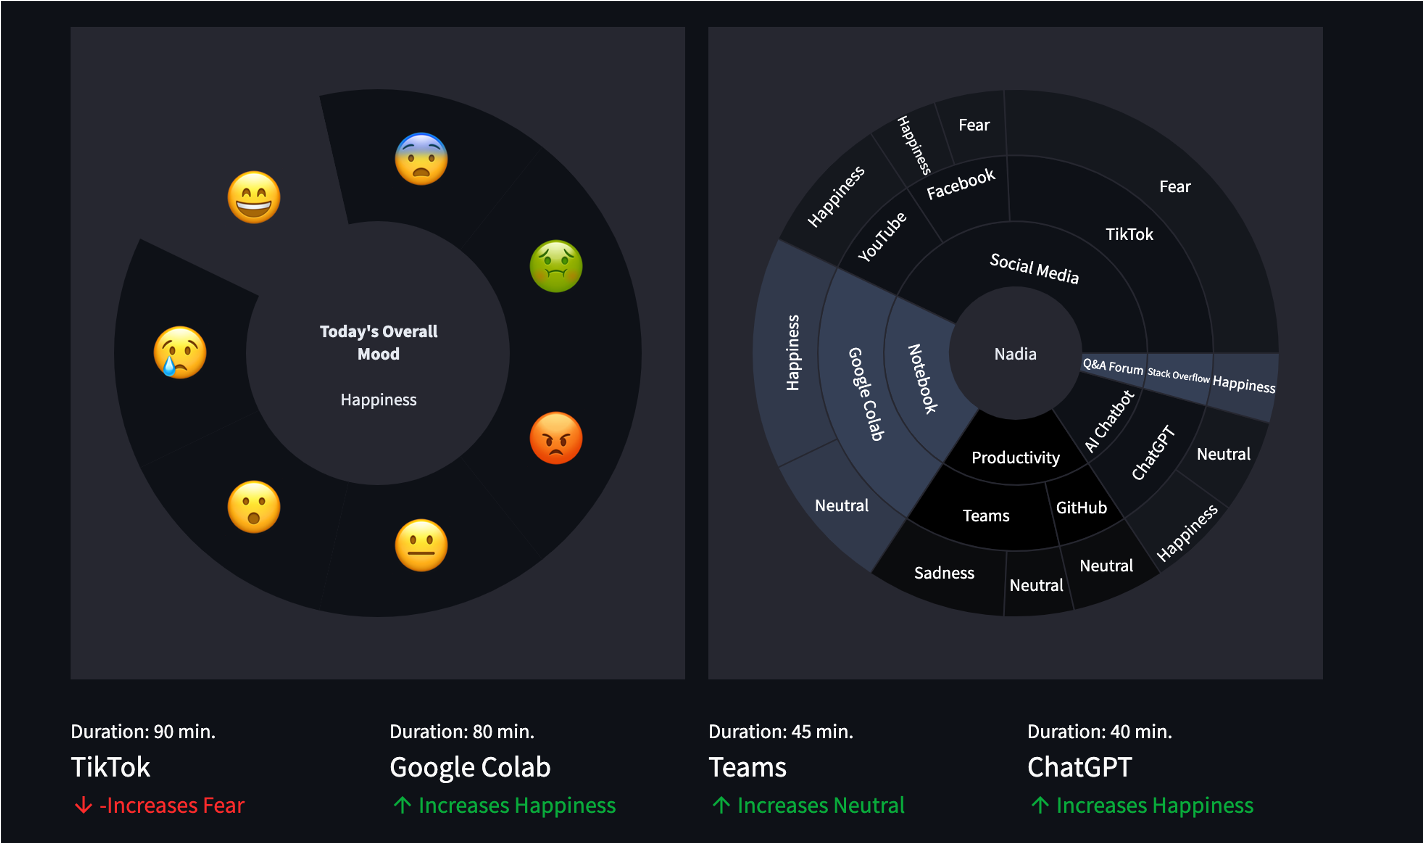 Today's Overall
Mood
Happiness
Nadia
Social Media
TikTok
Fear
Facebook
Fear
Happiness
YouTube
Happiness
Notebook
Google Colab
Happiness
Neutral
Productivity
Teams
Sadness
Neutral
GitHub
Neutral
AI Chatbot
ChatGPT
Happiness
Neutral
Q&A Forum
Stack Overflow
Happiness
Duration: 90 min.
TikTok
↓ -Increases Fear
Duration: 80 min.
Google Colab
↑ Increases Happiness
Duration: 45 min.
Teams
↑ Increases Neutral
Duration: 40 min.
ChatGPT
↑ Increases Happiness